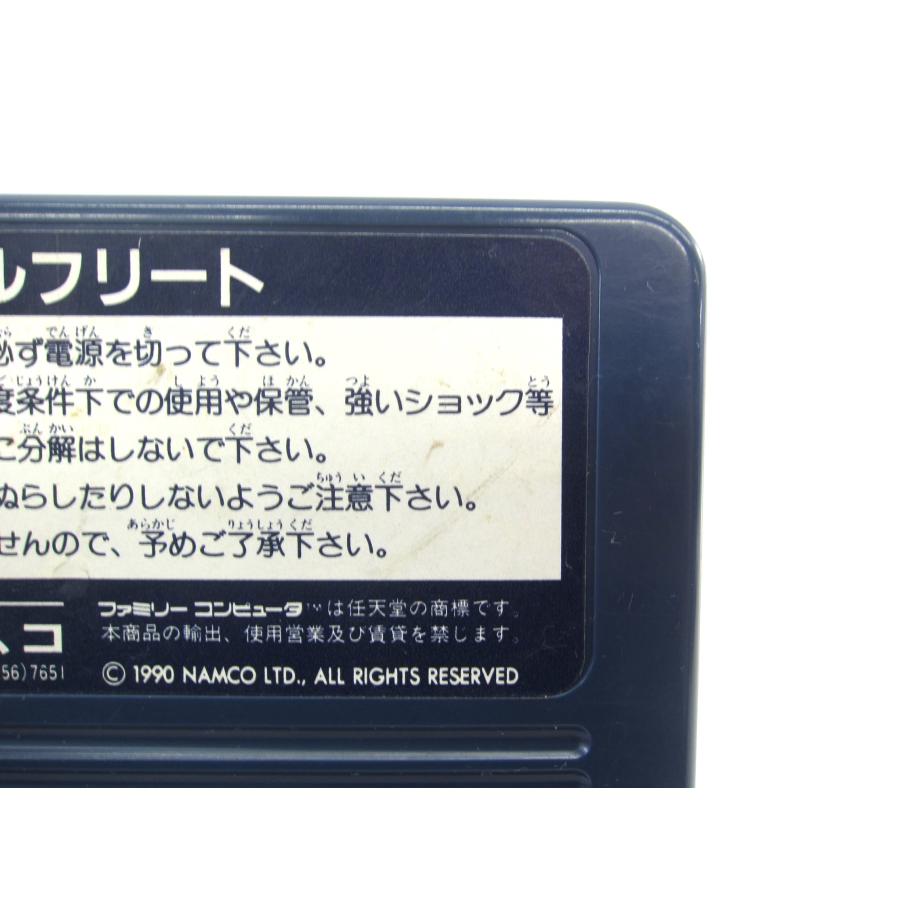 ルフリート
必ず電源を切って下さい。
度条件下での使用や保管、強いショック等
こ分解はしないで下さい。
ぬらしたりしないようご注意下さい。
せんので、予めご了承下さい。
スコ
ファミリーコンピュータ™は任天堂の商標です。
本商品の輸出、使用営業及び賃貸を禁じます。
56)7651
© 1990 NAMCO LTD., ALL RIGHTS RESERVED